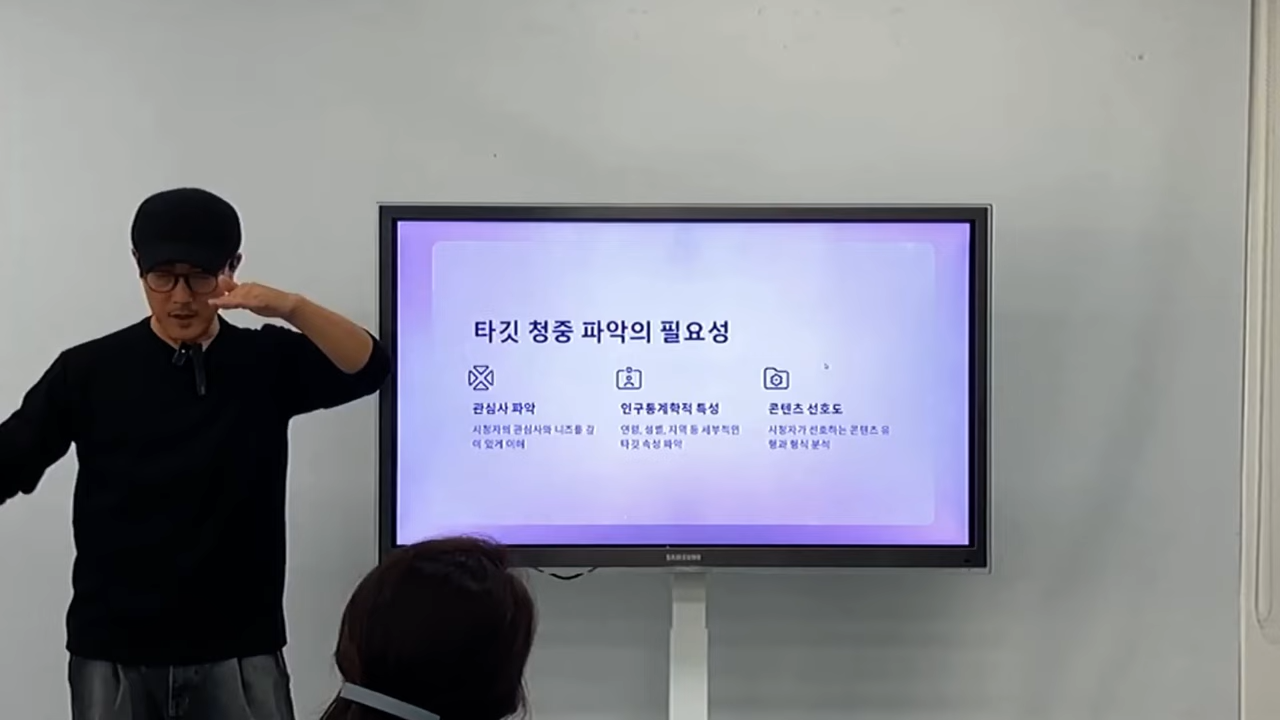 타깃 청중 파악의 필요성
관심사 파악
시청자의 관심사와 니즈를 깊
이 있게 이해
인구통계학적 특성
연령, 성별, 지역 등 세부적인
타깃 속성 파악
콘텐츠 선호도
시청자가 선호하는 콘텐츠 유
형과 형식 분석
SAMSUNG